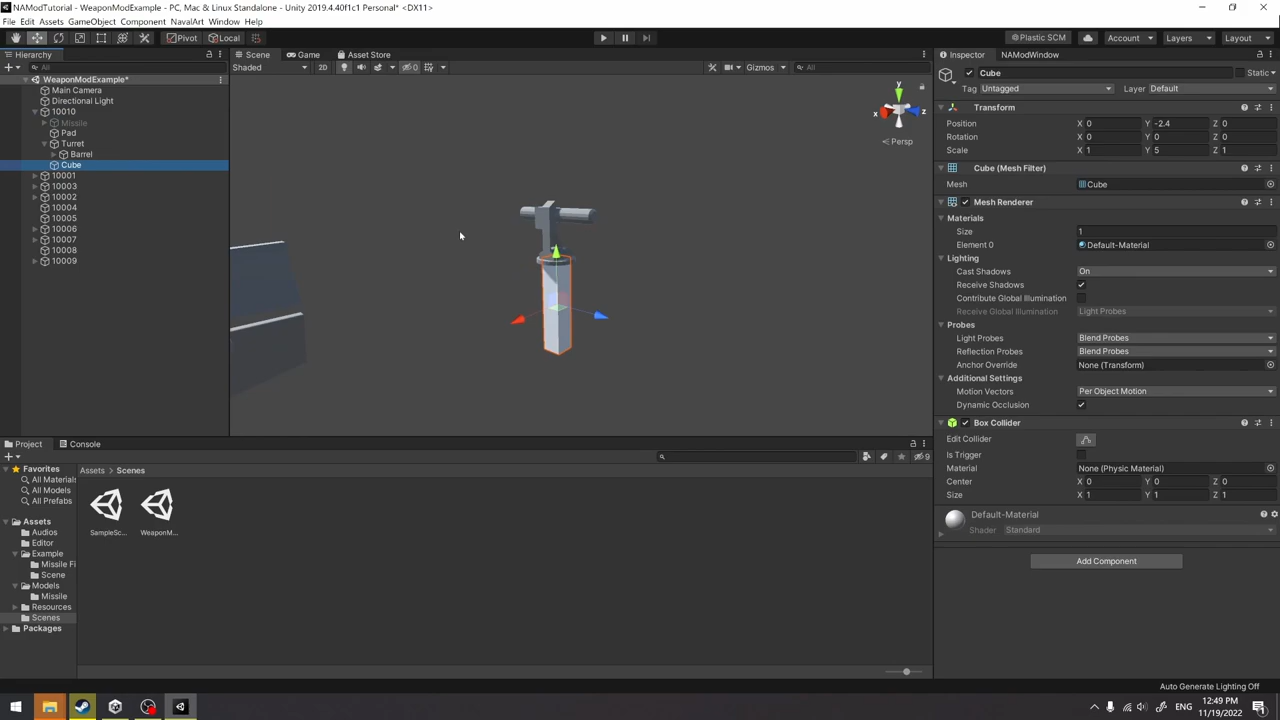 NAModTutorial - WeaponModExample - PC, Mac & Linux Standalone - Unity 2019.4.40f1c1 Personal* <DX11>
File Edit Assets GameObject Component NavalArt Window Help
Pivot Local Plastic SCM Account Layers Layout
Hierarchy
All
WeaponModExample*
Main Camera
Directional Light
10010
Missile
Pad
Turret
Barrel
Cube
10001
10003
10002
10004
10005
10006
10007
10008
10009
Scene Game Asset Store
Shaded 2D 0 Gizmos All
y
x z
Persp
Inspector NAModWindow
Cube Static
Tag Untagged Layer Default
Transform
Position X 0 Y -2.4 Z 0
Rotation X 0 Y 0 Z 0
Scale X 1 Y 5 Z 1
Cube (Mesh Filter)
Mesh Cube
Mesh Renderer
Materials
Size 1
Element 0 Default-Material
Lighting
Cast Shadows On
Receive Shadows
Contribute Global Illumination
Receive Global Illumination Light Probes
Probes
Light Probes Blend Probes
Reflection Probes Blend Probes
Anchor Override None (Transform)
Additional Settings
Motion Vectors Per Object Motion
Dynamic Occlusion
Box Collider
Edit Collider
Is Trigger
Material None (Physic Material)
Center X 0 Y 0 Z 0
Size X 1 Y 1 Z 1
Default-Material
Shader Standard
Add Component
Project Console
9
Favorites
All Materials
All Models
All Prefabs
Assets
Audios
Editor
Example
Missile Fi
Scene
Models
Missile
Resources
Scenes
Packages
Assets > Scenes
SampleSc... WeaponM...
Auto Generate Lighting Off
ENG
12:49 PM
11/19/2022